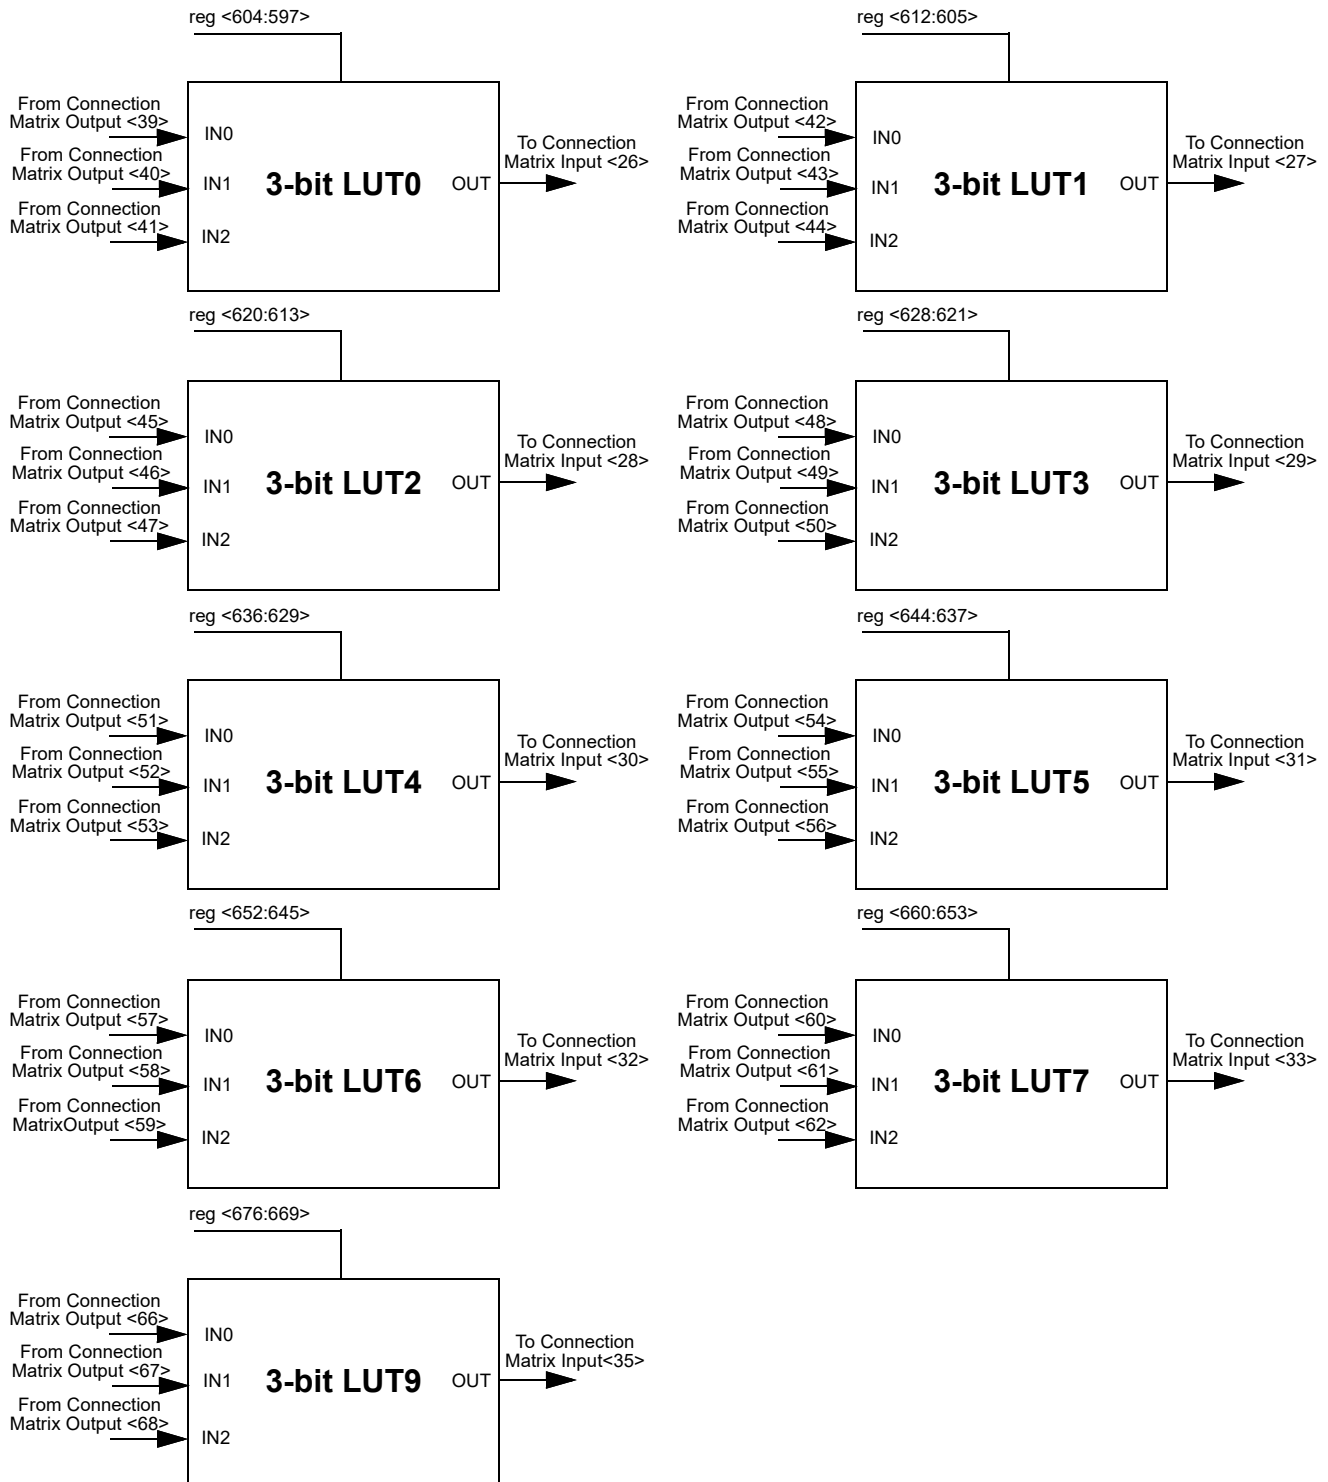 reg <604:597>
From Connection
Matrix Output <39>
IN0
From Connection
Matrix Output <40>
IN1
From Connection
Matrix Output <41>
IN2
3-bit LUT0
OUT
To Connection
Matrix Input <26>
reg <612:605>
From Connection
Matrix Output <42>
IN0
From Connection
Matrix Output <43>
IN1
From Connection
Matrix Output <44>
IN2
3-bit LUT1
OUT
To Connection
Matrix Input <27>
reg <620:613>
From Connection
Matrix Output <45>
IN0
From Connection
Matrix Output <46>
IN1
From Connection
Matrix Output <47>
IN2
3-bit LUT2
OUT
To Connection
Matrix Input <28>
reg <628:621>
From Connection
Matrix Output <48>
IN0
From Connection
Matrix Output <49>
IN1
From Connection
Matrix Output <50>
IN2
3-bit LUT3
OUT
To Connection
Matrix Input <29>
reg <636:629>
From Connection
Matrix Output <51>
IN0
From Connection
Matrix Output <52>
IN1
From Connection
Matrix Output <53>
IN2
3-bit LUT4
OUT
To Connection
Matrix Input <30>
reg <644:637>
From Connection
Matrix Output <54>
IN0
From Connection
Matrix Output <55>
IN1
From Connection
Matrix Output <56>
IN2
3-bit LUT5
OUT
To Connection
Matrix Input <31>
reg <652:645>
From Connection
Matrix Output <57>
IN0
From Connection
Matrix Output <58>
IN1
From Connection
MatrixOutput <59>
IN2
3-bit LUT6
OUT
To Connection
Matrix Input <32>
reg <660:653>
From Connection
Matrix Output <60>
IN0
From Connection
Matrix Output <61>
IN1
From Connection
Matrix Output <62>
IN2
3-bit LUT7
OUT
To Connection
Matrix Input <33>
reg <676:669>
From Connection
Matrix Output <66>
IN0
From Connection
Matrix Output <67>
IN1
From Connection
Matrix Output <68>
IN2
3-bit LUT9
OUT
To Connection
Matrix Input<35>